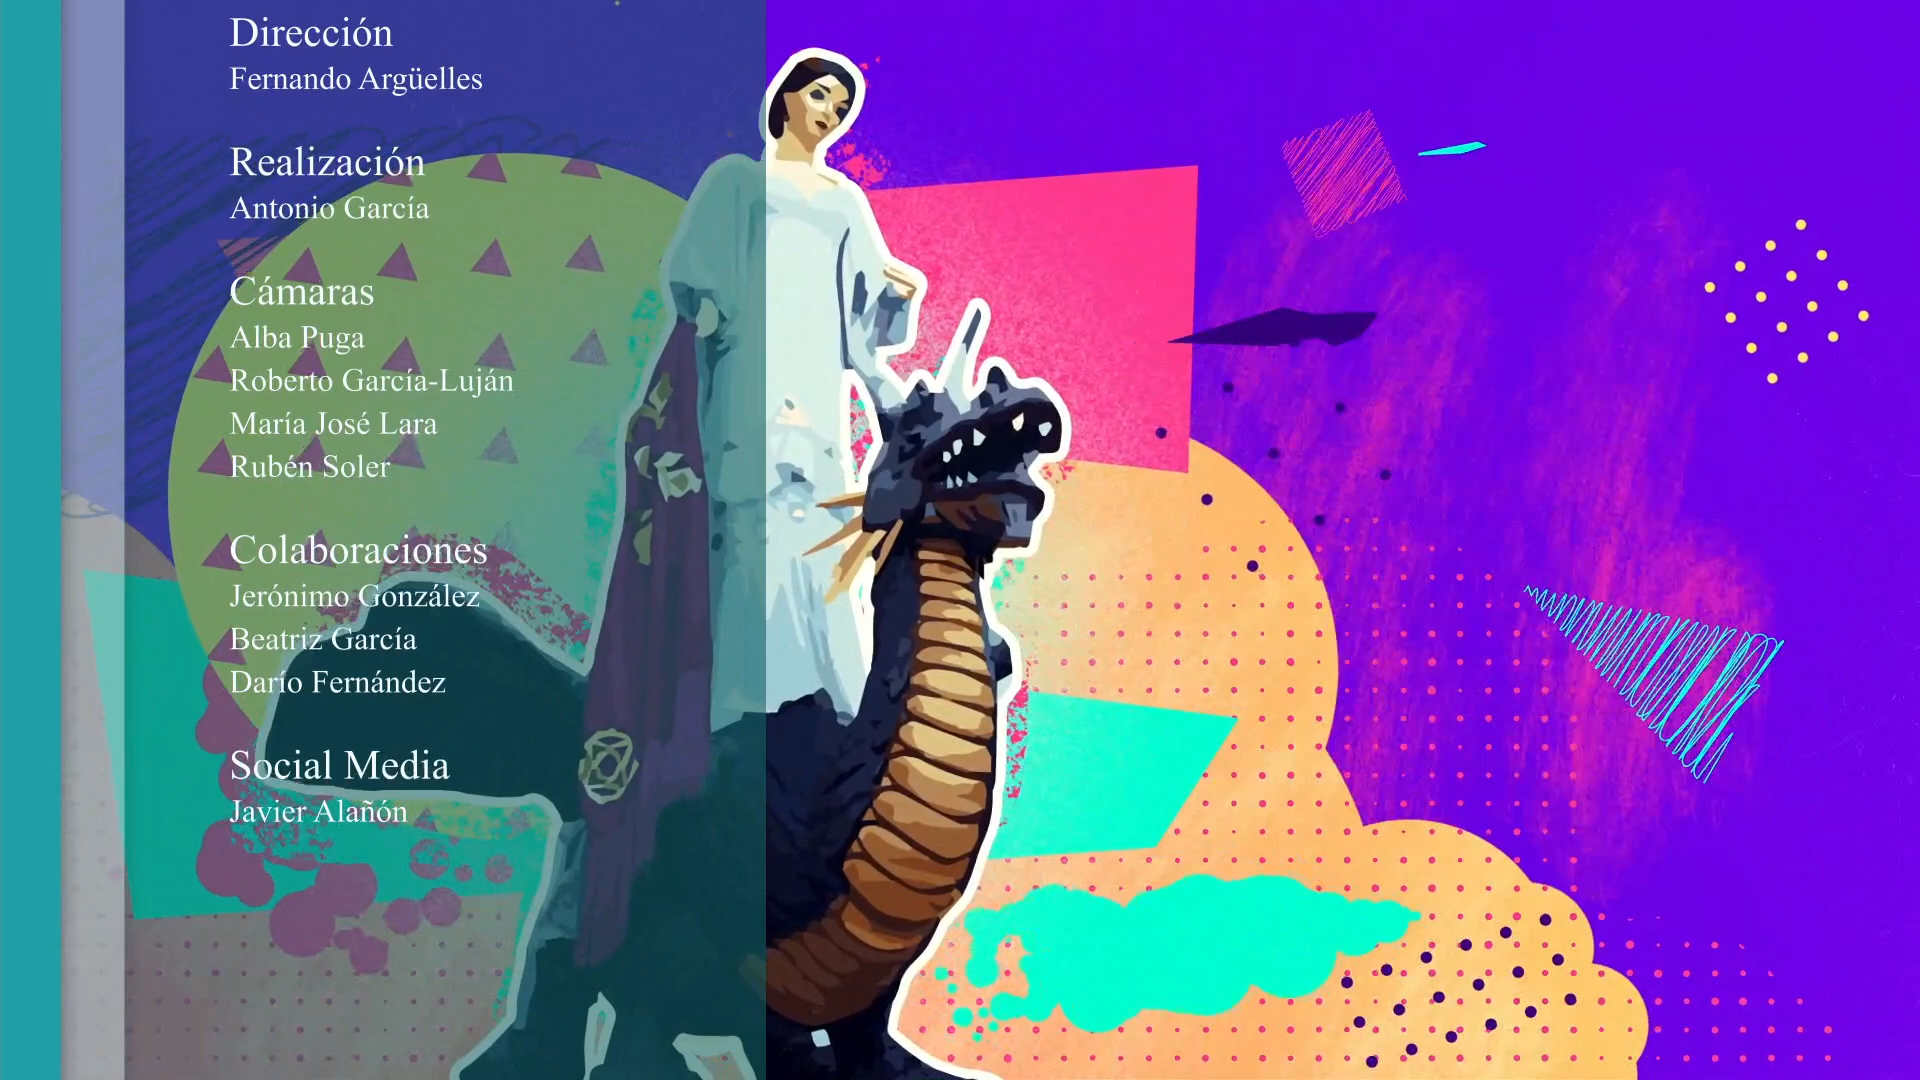 Dirección
Fernando Argüelles
Realización
Antonio García
Cámaras
Alba Puga
Roberto García-Luján
María José Lara
Rubén Soler
Colaboraciones
Jerónimo González
Beatriz García
Darío Fernández
Social Media
Javier Alañón